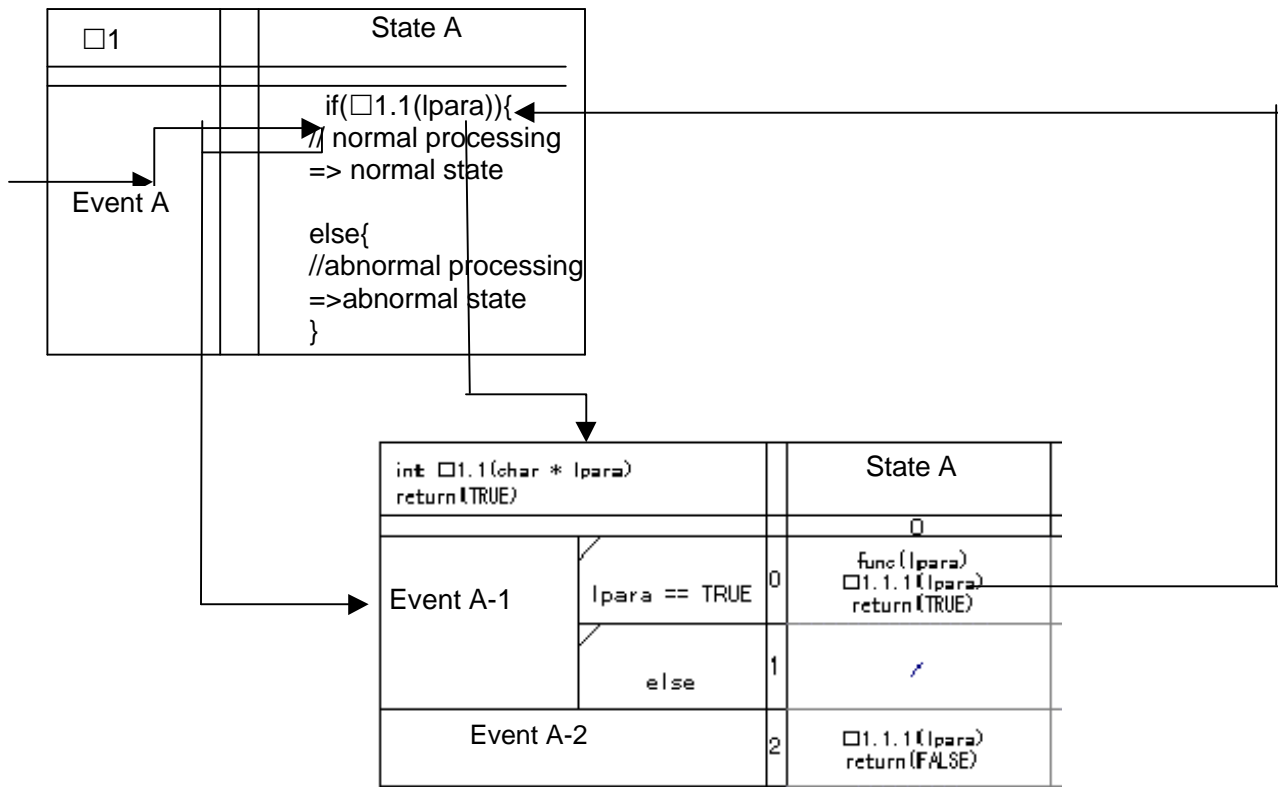 □1
State A
if(□1.1(lpara)){
// normal processing
=> normal state
Event A
else{
//abnormal processing
=>abnormal state
}
int □1.1(char * lpara)
return(TRUE)
State A
0
Event A-1
lpara == TRUE
0
func(lpara)
□1.1.1(lpara)
return(TRUE)
else
1
Event A-2
2
□1.1.1(lpara)
return(FALSE)